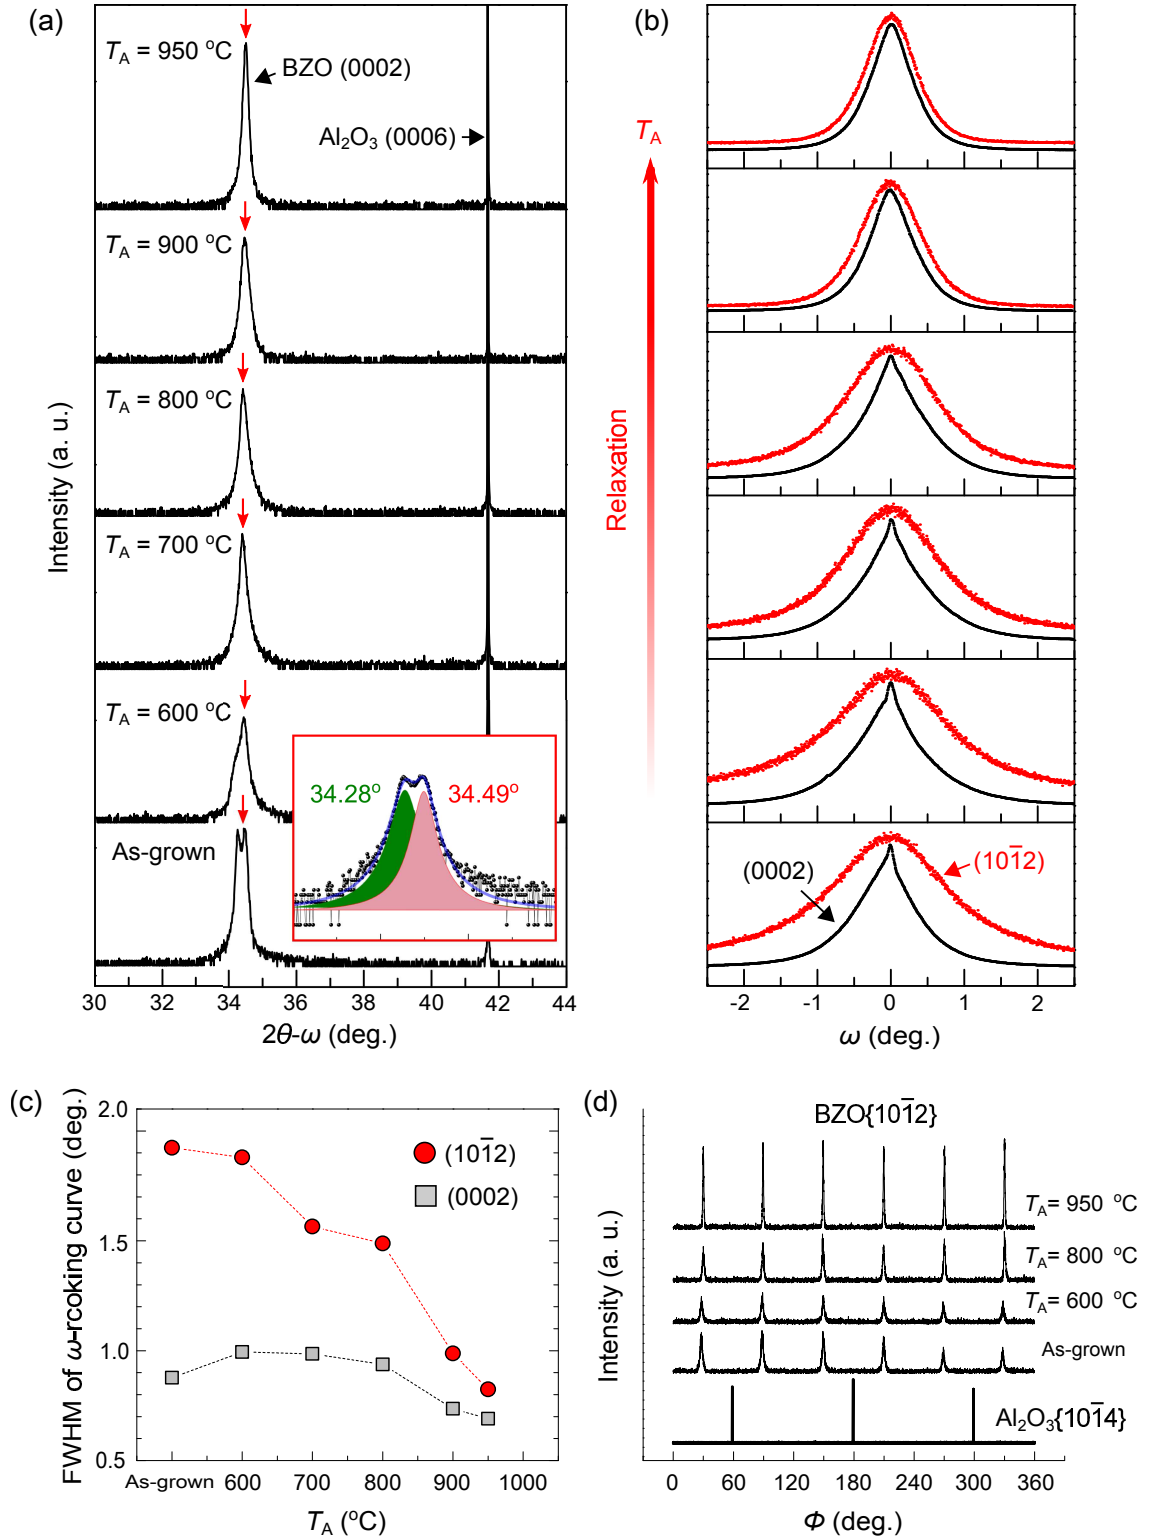 (a)
T_A = 950 °C
BZO (0002)
Al₂O₃ (0006)
T_A = 900 °C
T_A = 800 °C
T_A = 700 °C
T_A = 600 °C
As-grown
34.28°
34.49°
Intensity (a. u.)
30 32 34 36 38 40 42 44
2θ-ω (deg.)
(b)
T_A
Relaxation
(0002)
(101̄2)
-2 -1 0 1 2
ω (deg.)
(c)
FWHM of ω-rcoking curve (deg.)
2.0
1.5
1.0
0.5
(101̄2)
(0002)
As-grown 600 700 800 900 1000
T_A (°C)
(d)
BZO{101̄2}
T_A = 950 °C
T_A = 800 °C
T_A = 600 °C
As-grown
Al₂O₃{101̄4}
Intensity (a. u.)
0 60 120 180 240 300 360
Φ (deg.)